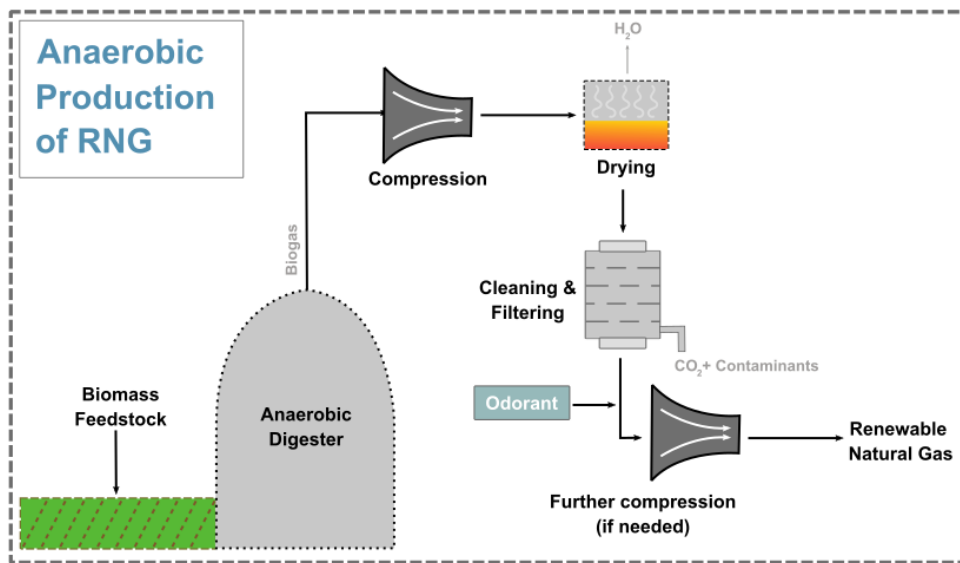 Anaerobic
Production
of RNG
H₂O
Compression
Drying
Biogas
Cleaning &
Filtering
CO₂+ Contaminants
Biomass
Feedstock
Anaerobic
Digester
Odorant
Renewable
Natural Gas
Further compression
(if needed)